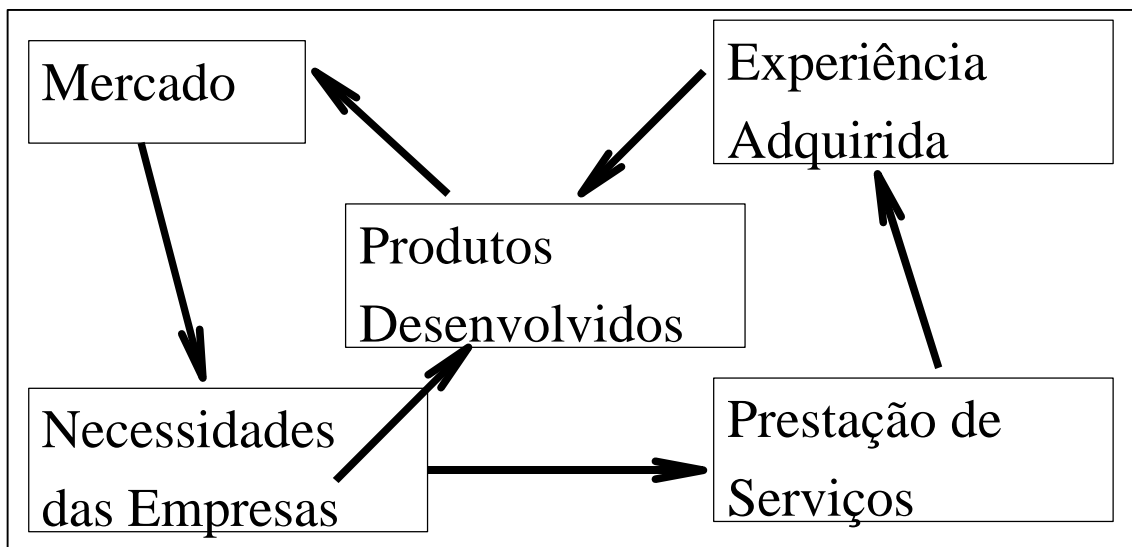 Mercado
Experiência
Adquirida
Produtos
Desenvolvidos
Necessidades
das Empresas
Prestação de
Serviços